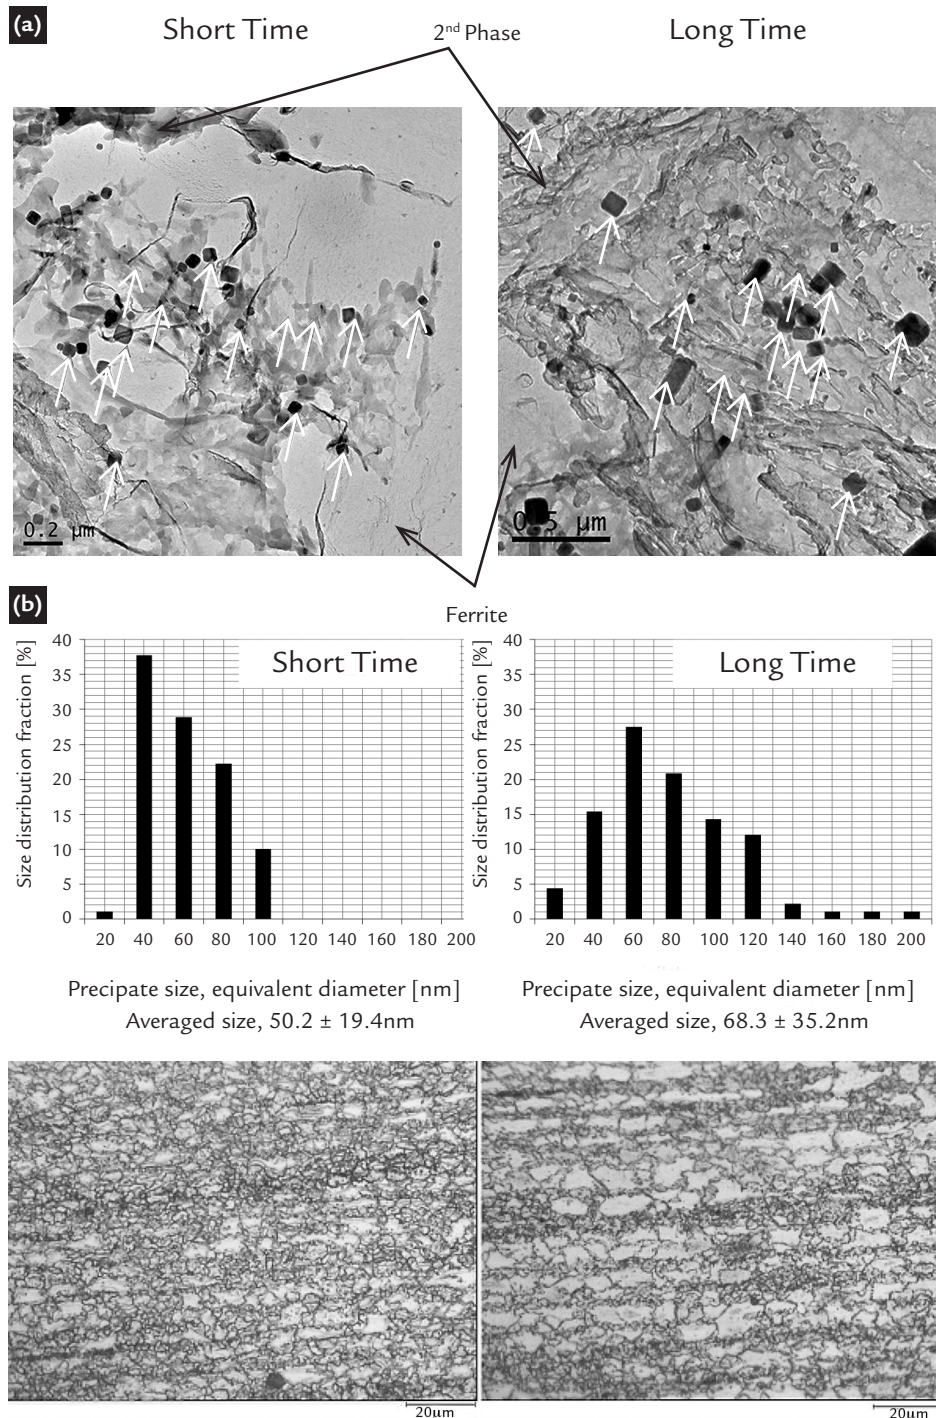 (a)
Short Time
2nd Phase
Long Time
0.2 µm
0.5 µm
(b)
Ferrite
Size distribution fraction [%]
40
35
30
25
20
15
10
5
0
Short Time
20 40 60 80 100 120 140 160 180 200
Precipate size, equivalent diameter [nm]
Averaged size, 50.2 ± 19.4nm
Size distribution fraction [%]
40
35
30
25
20
15
10
5
0
Long Time
20 40 60 80 100 120 140 160 180 200
Precipate size, equivalent diameter [nm]
Averaged size, 68.3 ± 35.2nm
20µm
20µm